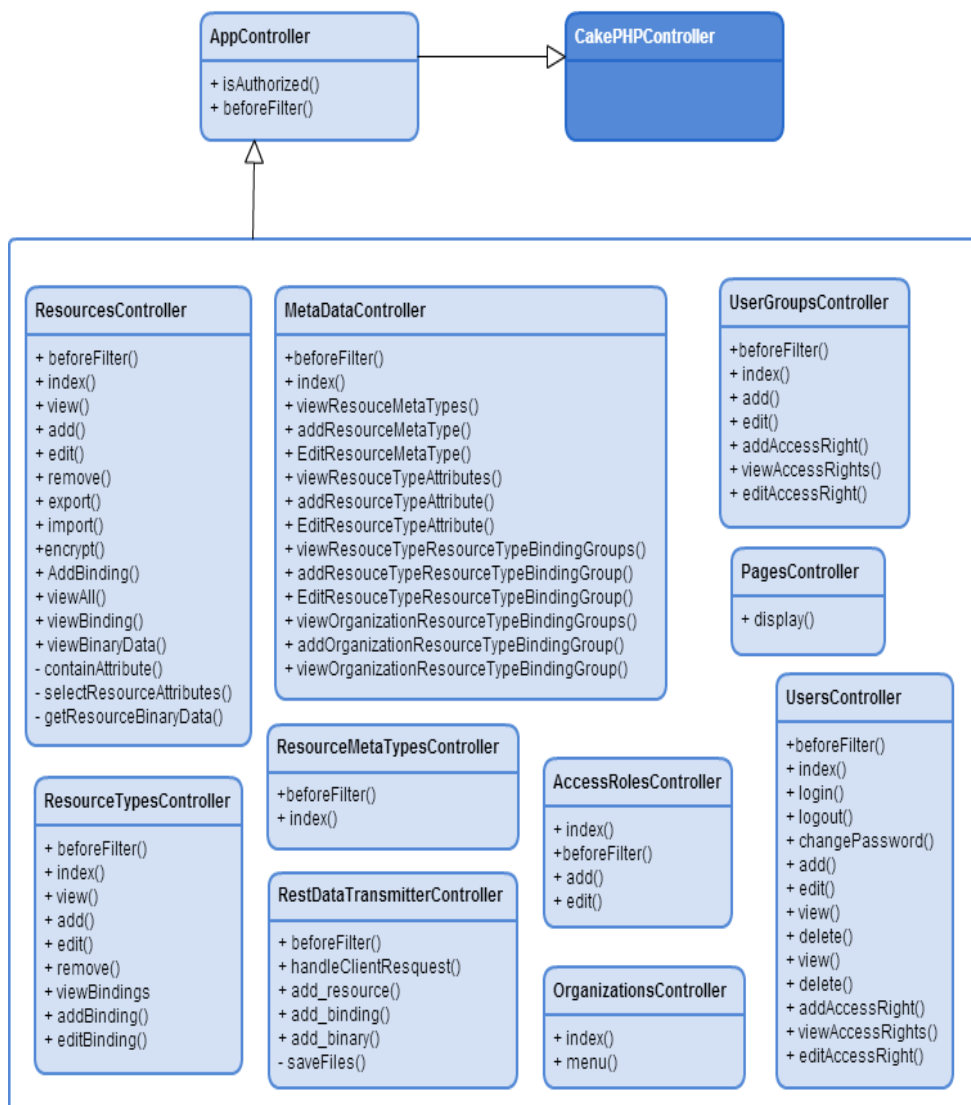 AppController
+ isAuthorized()
+ beforeFilter()
CakePHPController
ResourcesController
+ beforeFilter()
+ index()
+ view()
+ add()
+ edit()
+ remove()
+ export()
+ import()
+encrypt()
+ AddBinding()
+ viewAll()
+ viewBinding()
+ viewBinaryData()
- containAttribute()
- selectResourceAttributes()
- getResourceBinaryData()
MetaDataController
+beforeFilter()
+ index()
+ viewResouceMetaTypes()
+ addResourceMetaType()
+ EditResourceMetaType()
+ viewResouceTypeAttributes()
+ addResourceTypeAttribute()
+ EditResourceTypeAttribute()
+ viewResouceTypeResourceTypeBindingGroups()
+ addResouceTypeResourceTypeBindingGroup()
+ EditResouceTypeResourceTypeBindingGroup()
+ viewOrganizationResourceTypeBindingGroups()
+ addOrganizationResourceTypeBindingGroup()
+ viewOrganizationResourceTypeBindingGroup()
UserGroupsController
+beforeFilter()
+ index()
+ add()
+ edit()
+ addAccessRight()
+ viewAccessRights()
+ editAccessRight()
PagesController
+ display()
ResourceTypesController
+ beforeFilter()
+ index()
+ view()
+ add()
+ edit()
+ remove()
+ viewBindings
+ addBinding()
+ editBinding()
ResourceMetaTypesController
+beforeFilter()
+ index()
RestDataTransmitterController
+ beforeFilter()
+ handleClientResquest()
+ add_resource()
+ add_binding()
+ add_binary()
- saveFiles()
AccessRolesController
+ index()
+beforeFilter()
+ add()
+ edit()
OrganizationsController
+ index()
+ menu()
UsersController
+beforeFilter()
+ index()
+ login()
+ logout()
+ changePassword()
+ add()
+ edit()
+ view()
+ delete()
+ view()
+ delete()
+ addAccessRight()
+ viewAccessRights()
+ editAccessRight()